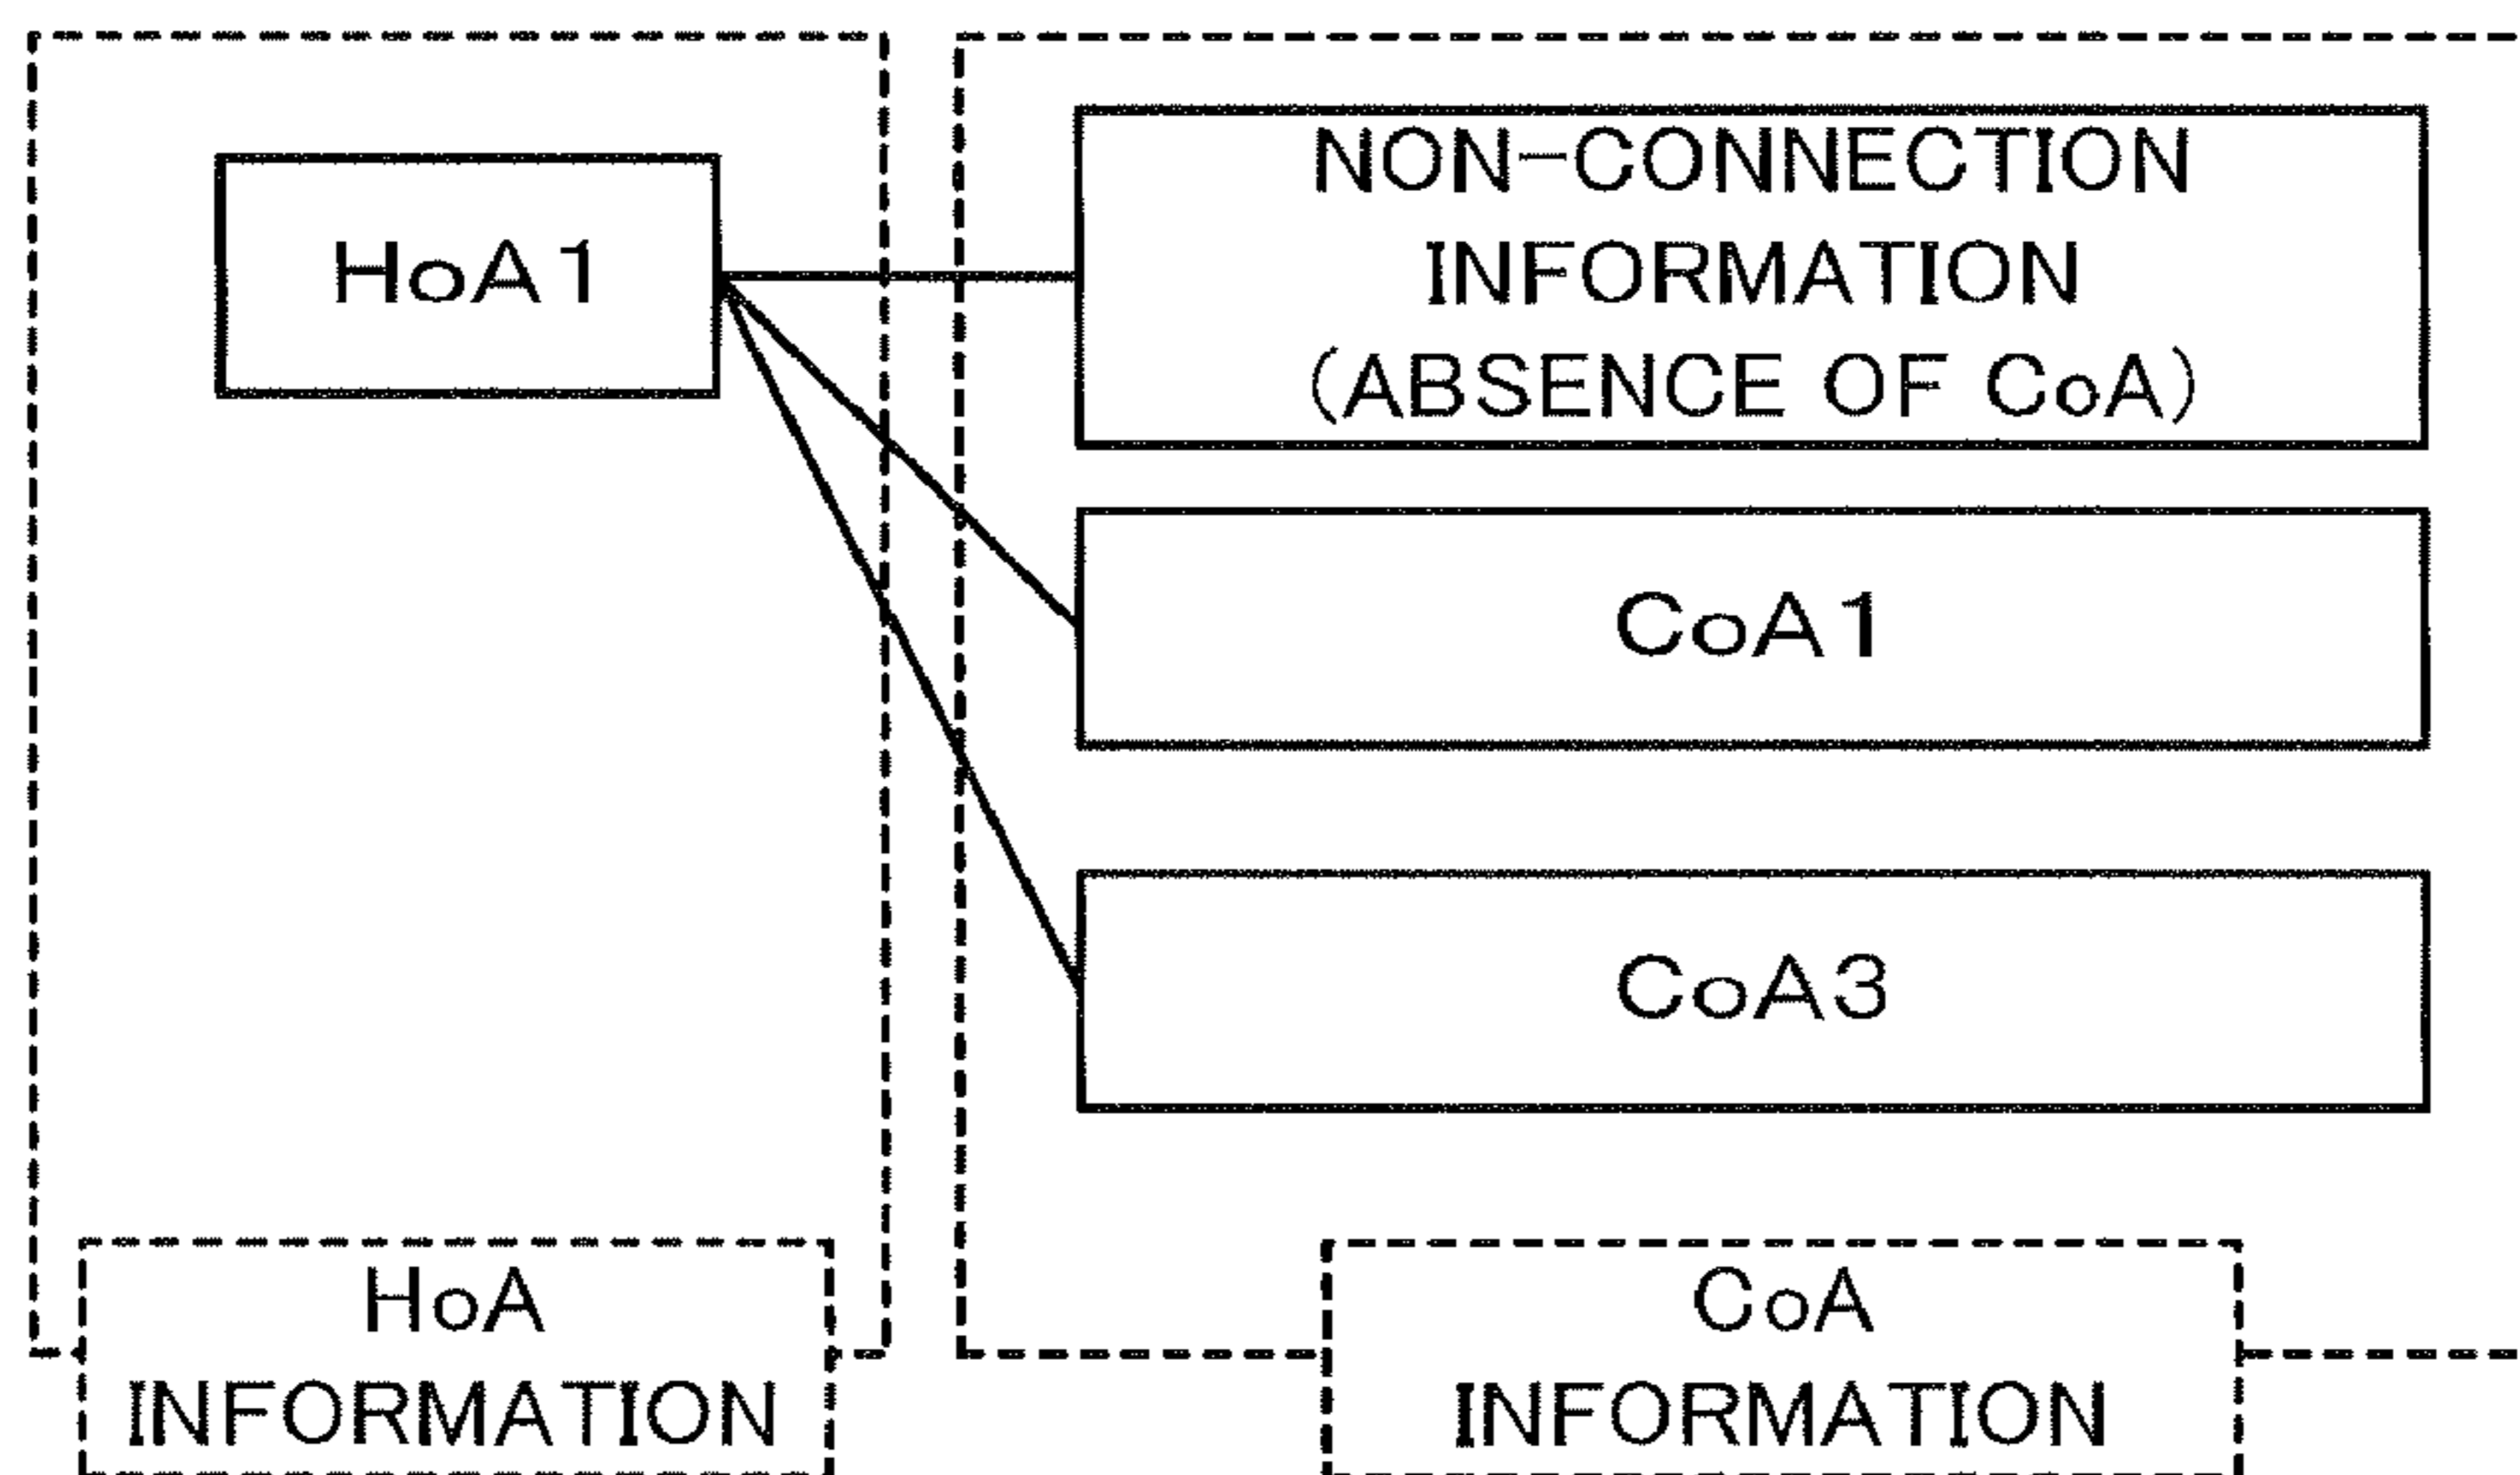 HoA1
NON-CONNECTION
INFORMATION
(ABSENCE OF CoA)
CoA1
CoA3
HoA
INFORMATION
CoA
INFORMATION